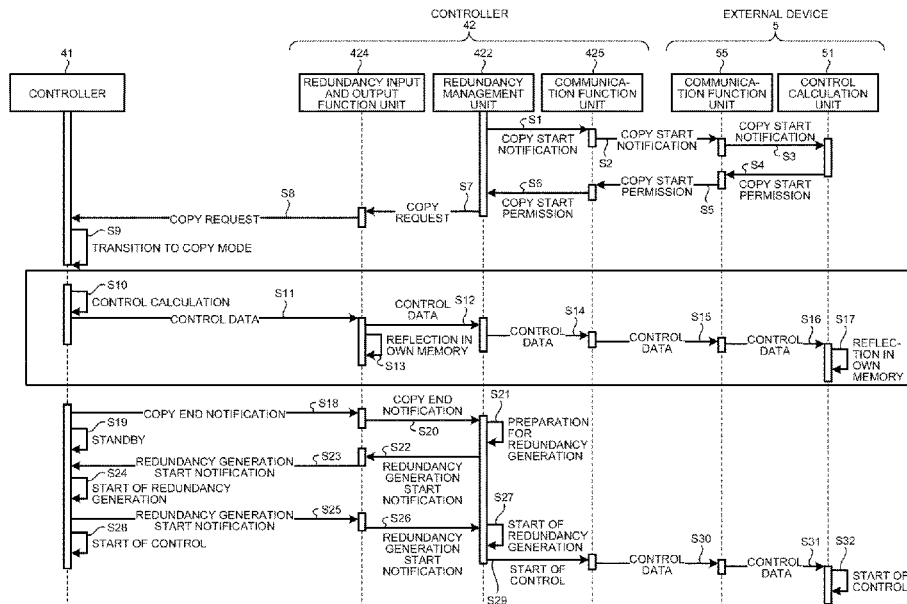 CONTROLLER
42
EXTERNAL DEVICE
5
41
424
422
425
55
51
CONTROLLER
REDUNDANCY INPUT
AND OUTPUT
FUNCTION UNIT
REDUNDANCY
MANAGEMENT
UNIT
COMMUNICA-
TION FUNCTION
UNIT
COMMUNICA-
TION FUNCTION
UNIT
CONTROL
CALCULATION
UNIT
S1
COPY START
NOTIFICATION
COPY START
NOTIFICATION
S2
COPY START
NOTIFICATION
S3
S4
COPY START
PERMISSION
COPY START
PERMISSION
S5
S6
COPY START
PERMISSION
S7
COPY
REQUEST
S8
COPY REQUEST
S9
TRANSITION TO COPY MODE
S10
CONTROL CALCULATION
S11
CONTROL DATA
CONTROL
DATA
S12
REFLECTION IN
OWN MEMORY
S13
S14
CONTROL
DATA
S15
CONTROL
DATA
S16
CONTROL
DATA
S17
REFLEC-
TION IN
OWN
MEMORY
COPY END NOTIFICATION
S18
COPY END
NOTIFICATION
S20
S19
STANDBY
S21
PREPARATION
FOR
REDUNDANCY
GENERATION
S22
REDUNDANCY
GENERATION
START
NOTIFICATION
REDUNDANCY GENERATION
START NOTIFICATION
S23
S24
START OF REDUNDANCY
GENERATION
REDUNDANCY GENERATION
START NOTIFICATION
S25
S26
REDUNDANCY
GENERATION
START
NOTIFICATION
S27
START OF
REDUNDANCY
GENERATION
S28
START OF CONTROL
START OF
CONTROL
S29
S30
CONTROL
DATA
S31
CONTROL
DATA
S32
START OF
CONTROL